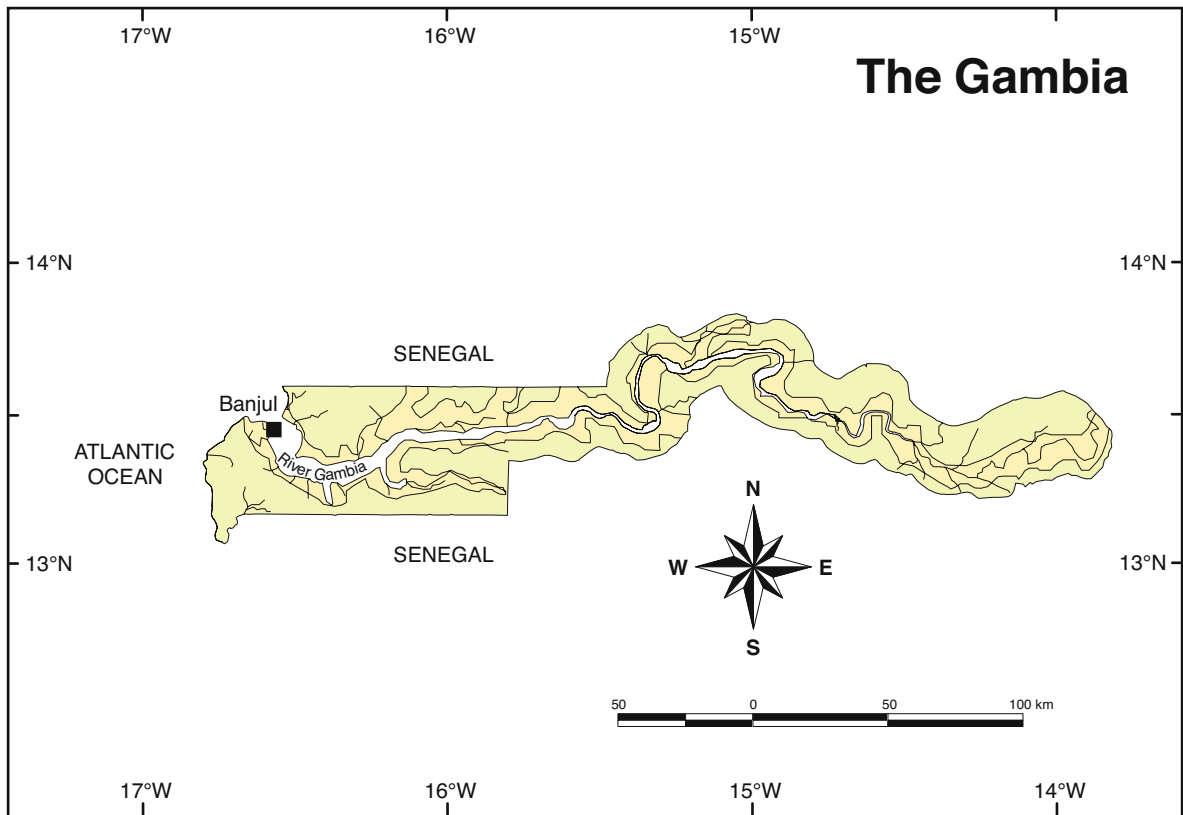 17°W 16°W 15°W
The Gambia
14°N 14°N
SENEGAL
Banjul
ATLANTIC
OCEAN
River Gambia
SENEGAL
13°N 13°N
N
W E
S
50 0 50 100 km
17°W 16°W 15°W 14°W